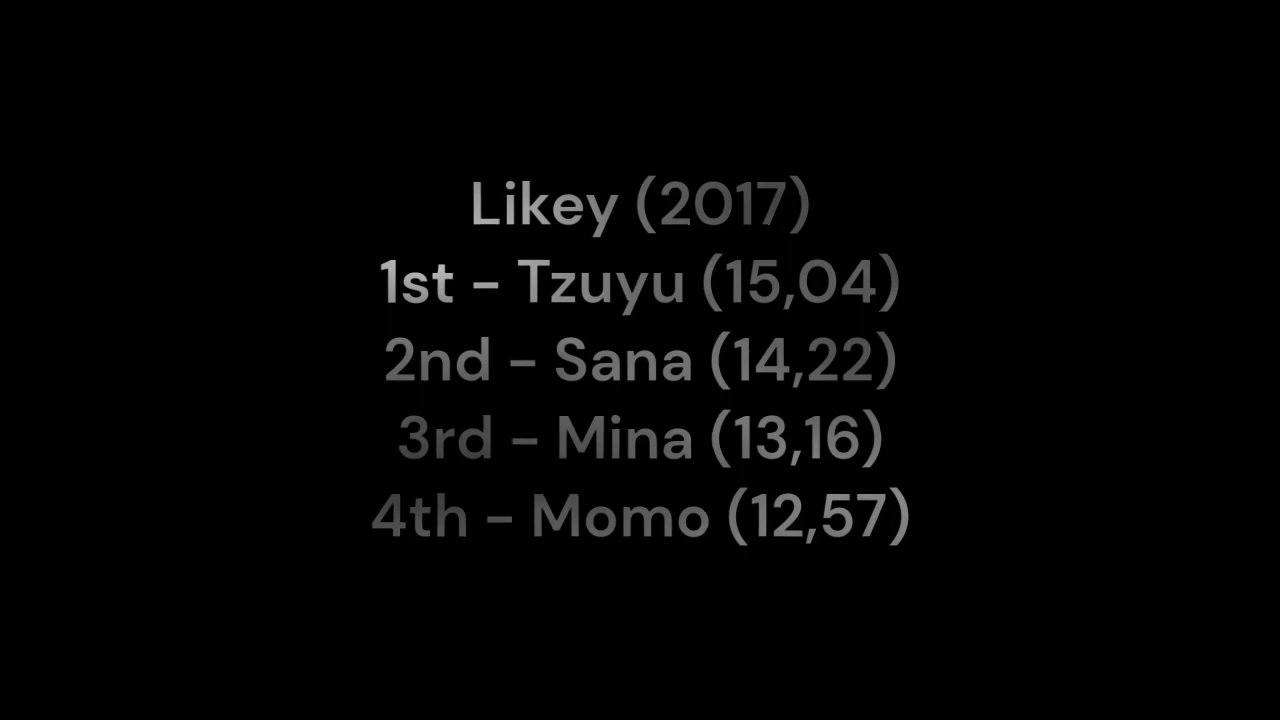 Likey (2017)
1st - Tzuyu (15,04)
2nd - Sana (14,22)
3rd - Mina (13,16)
4th - Momo (12,57)